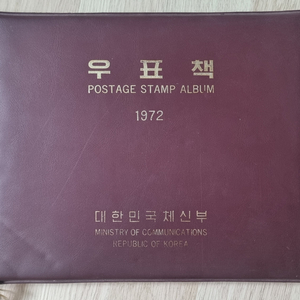 우표책
POSTAGE STAMP ALBUM
1972
대한민국체신부
MINISTRY OF COMMUNICATIONS
REPUBLIC OF KOREA